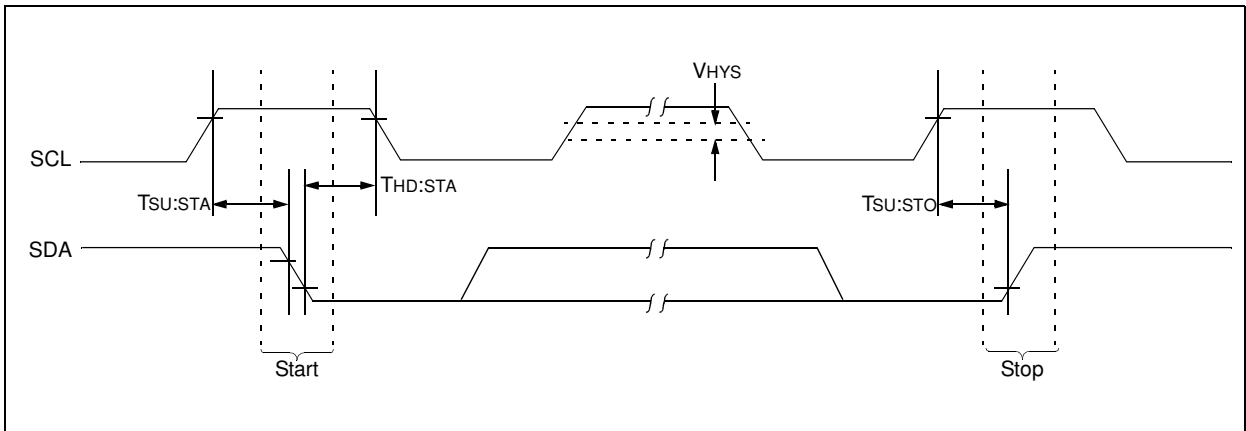 VHYS
SCL
THD:STA
TSU:STA
TSU:STO
SDA
Start
Stop